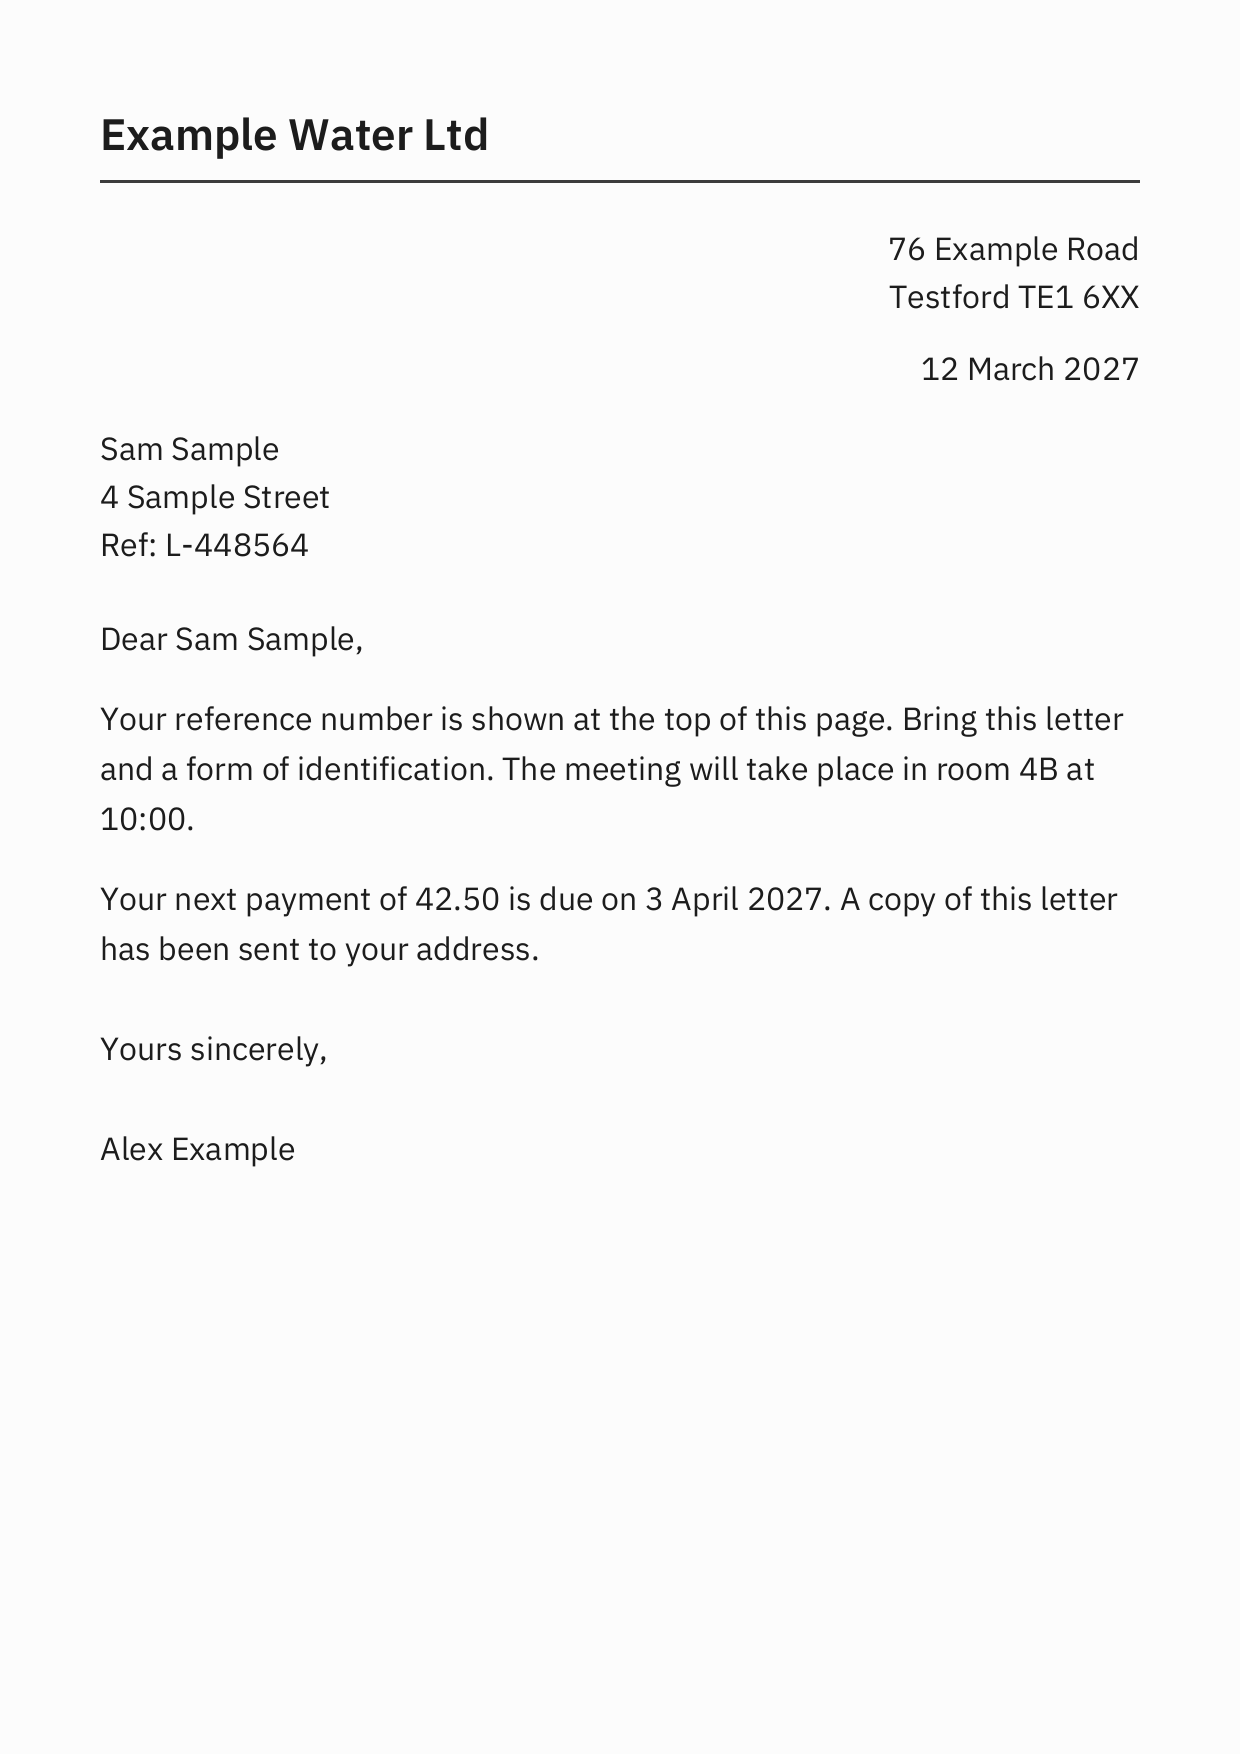 Example Water Ltd
76 Example Road
Testford TE1 6XX
12 March 2027
Sam Sample
4 Sample Street
Ref: L-448564
Dear Sam Sample,
Your reference number is shown at the top of this page. Bring this letter
and a form of identification. The meeting will take place in room 4B at
10:00.
Your next payment of 42.50 is due on 3 April 2027. A copy of this letter
has been sent to your address.
Yours sincerely,
Alex Example